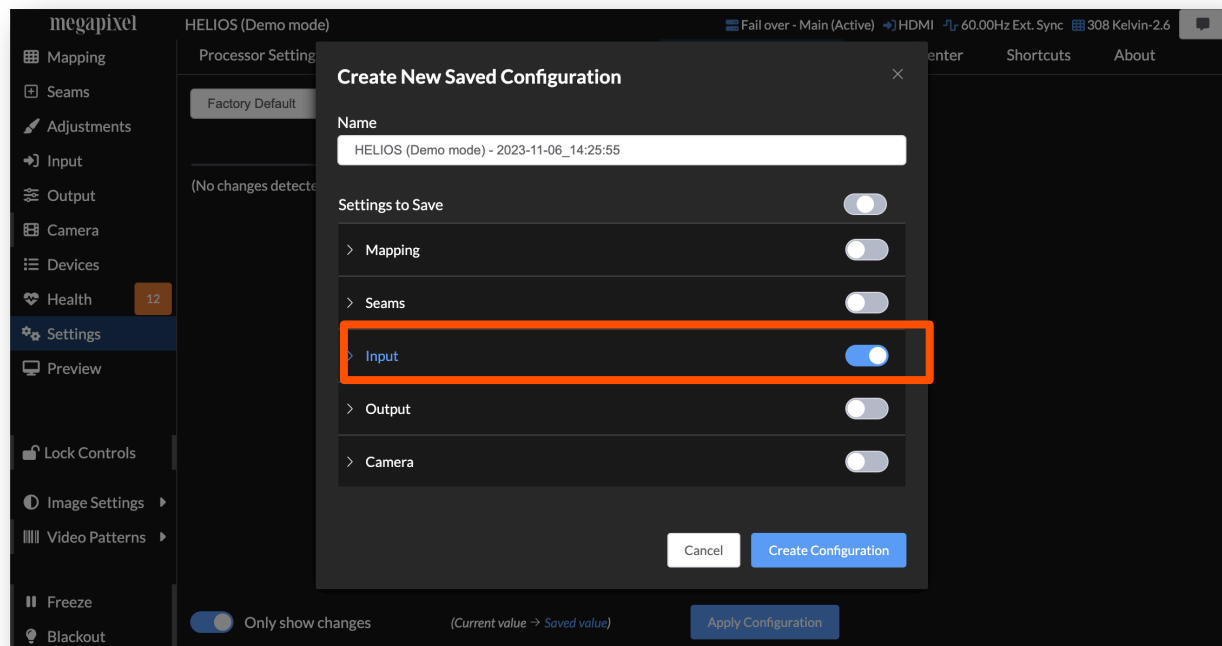 megapixel
HELIOS (Demo mode)
Fail over - Main (Active) HDMI 60.00Hz Ext. Sync 308 Kelvin-2.6
Mapping
Seams
Adjustments
Input
Output
Camera
Devices
Health 12
Settings
Preview
Lock Controls
Image Settings
Video Patterns
Freeze
Blackout
Processor Setting
enter
Shortcuts
About
Factory Default
(No changes detecte
Create New Saved Configuration
Name
HELIOS (Demo mode) - 2023-11-06_14:25:55
Settings to Save
Mapping
Seams
Input
Output
Camera
Cancel
Create Configuration
Only show changes
(Current value → Saved value)
Apply Configuration